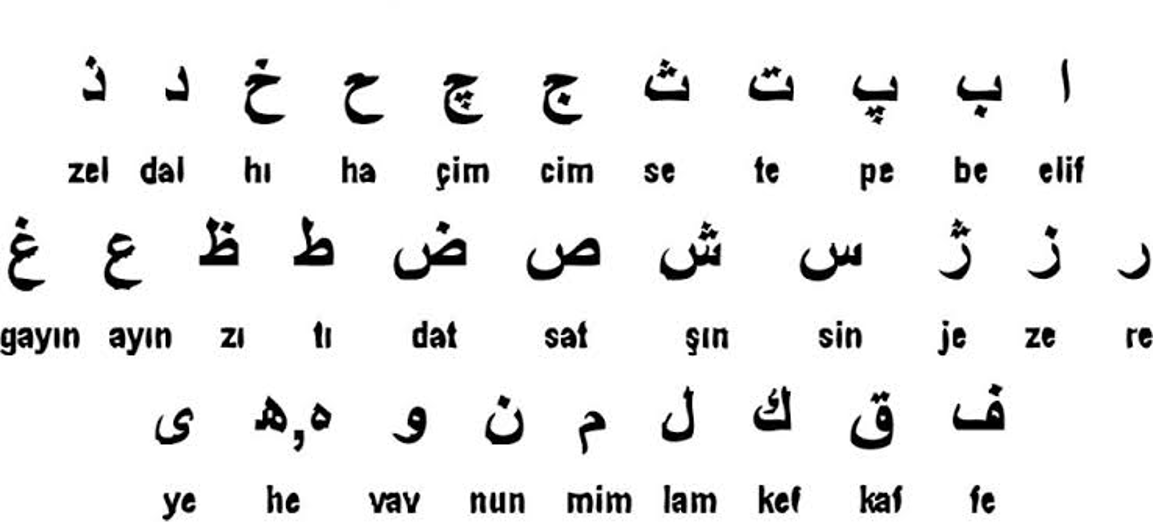 ا ب پ ت ث ج چ ح خ د ذ
elif be pe te se cim çim ha hı dal zel
ر ز ژ س ش ص ض ط ظ ع غ
re ze je sin şın sat dat tı zı ayın gayın
ف ق ك ل م ن و ه,ھ ی
fe kaf kef lam mim nun vav he ye